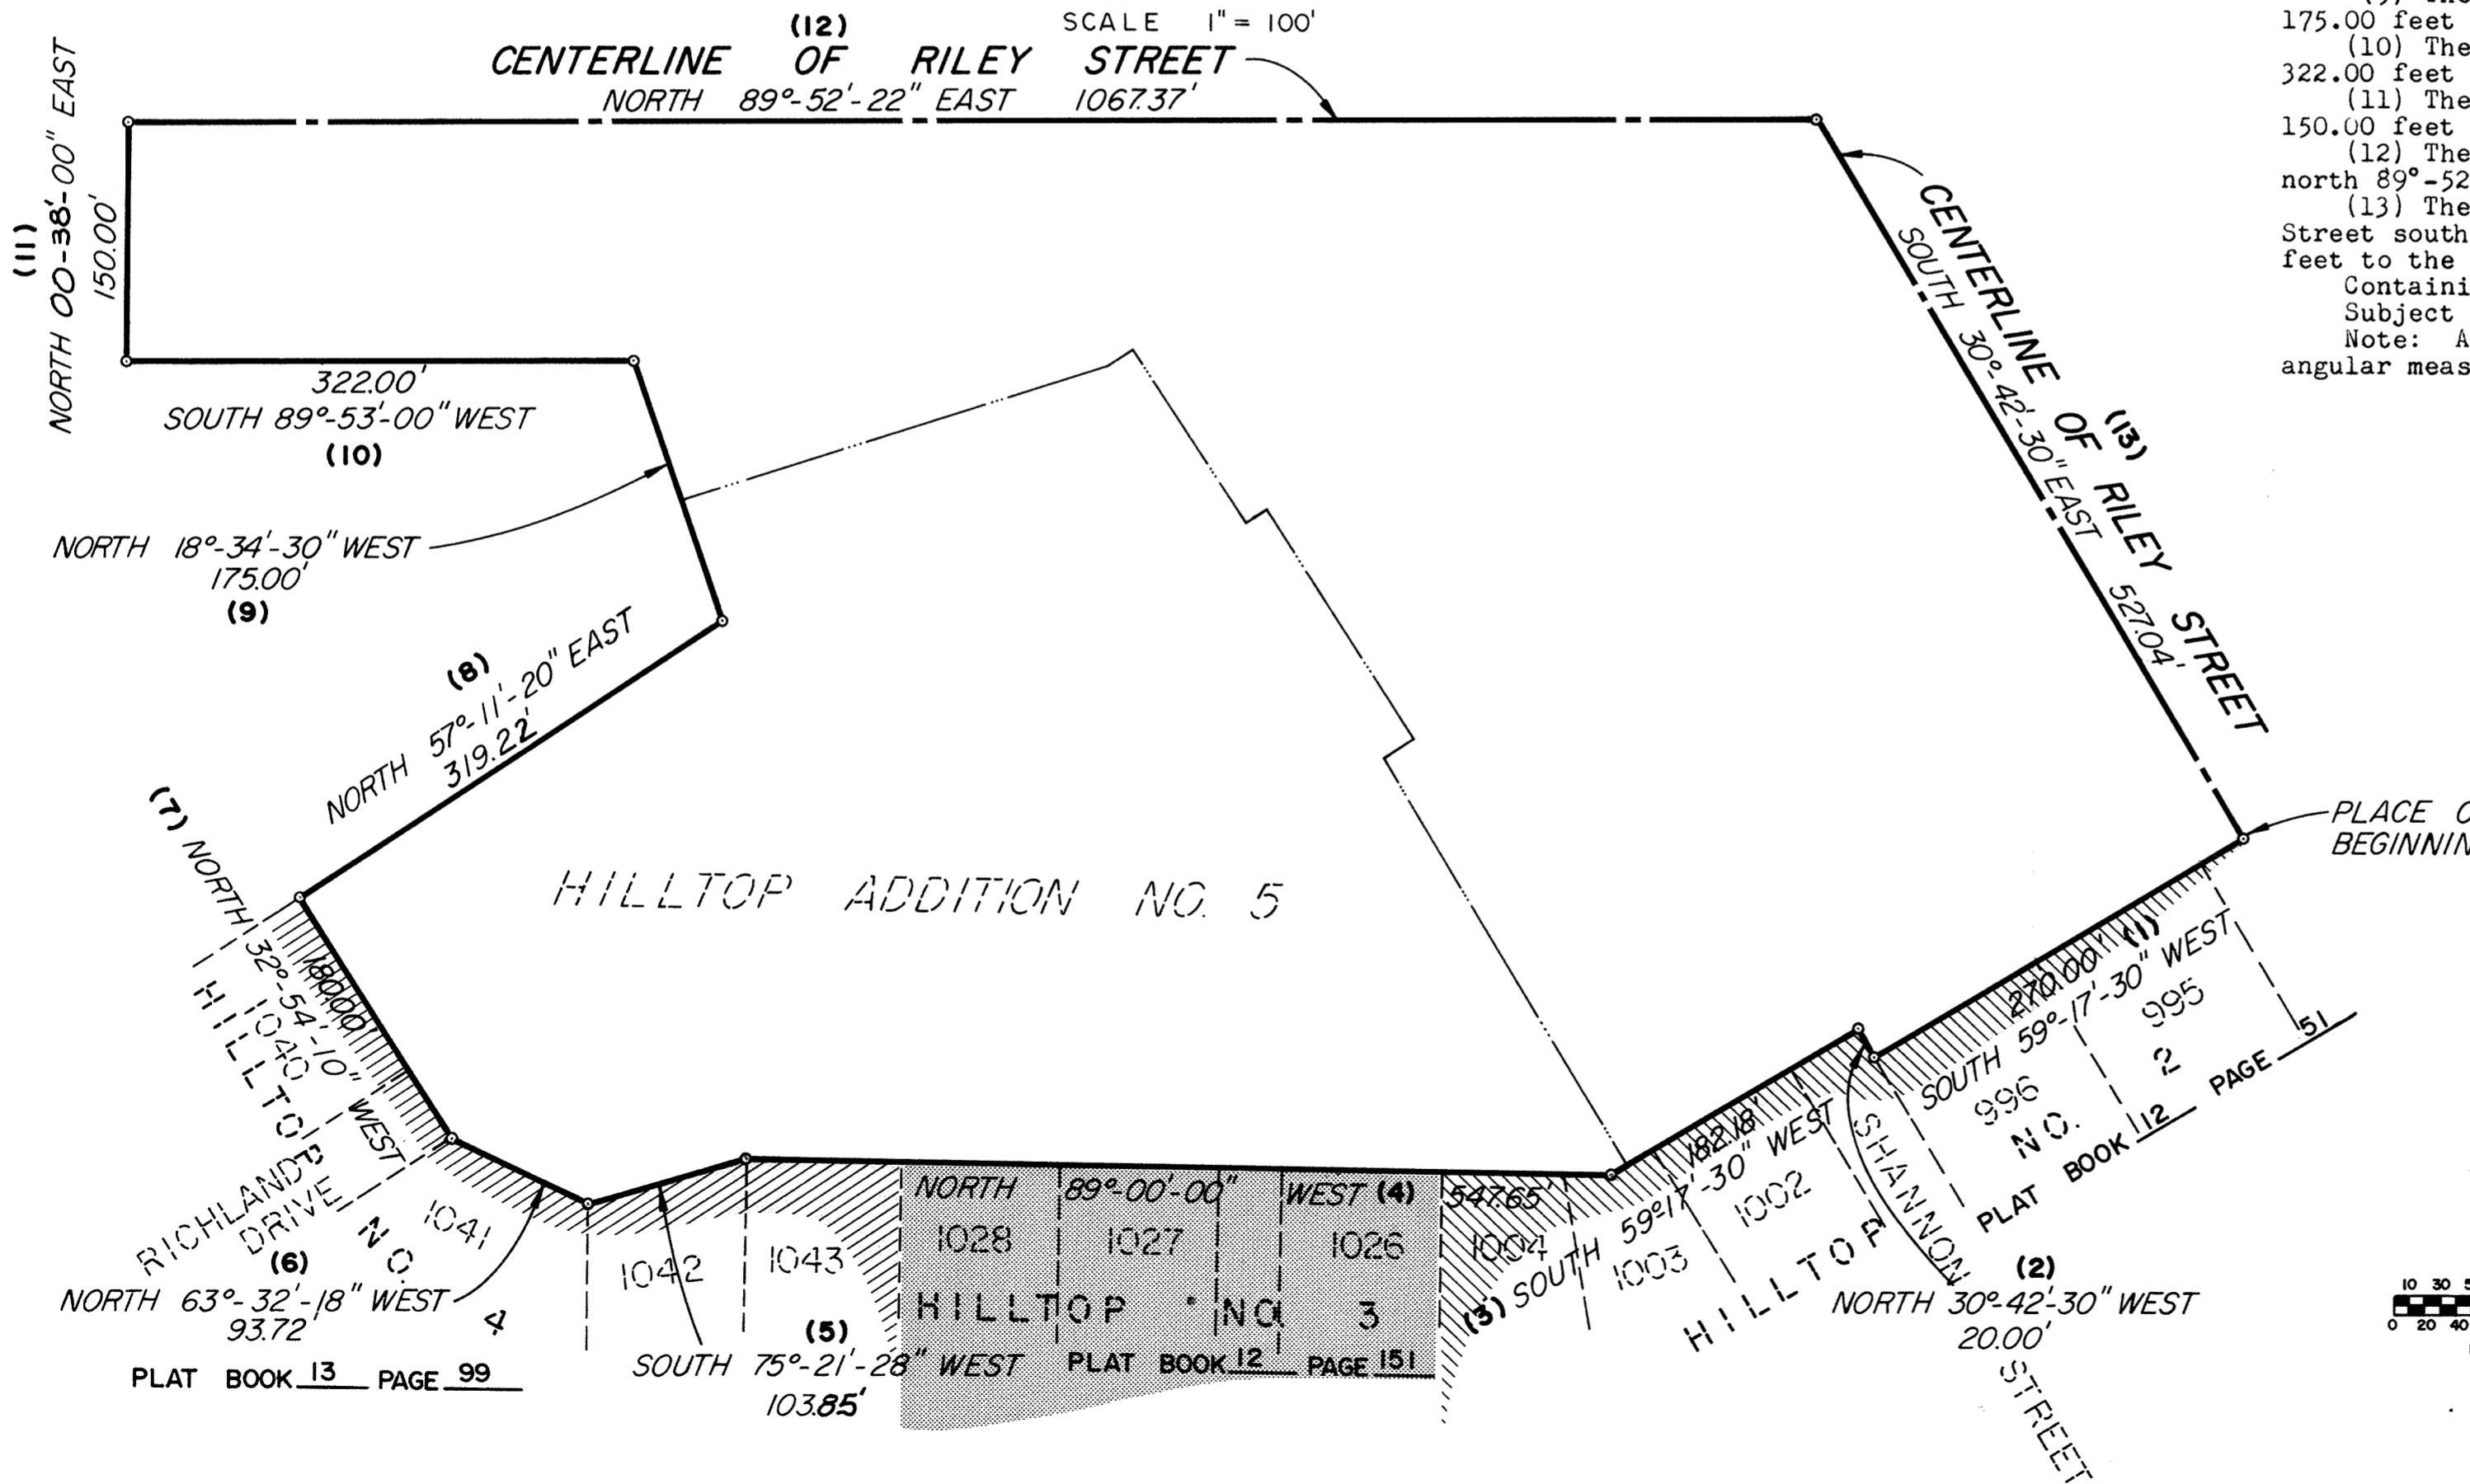 SCALE 1" = 100'
(12)
CENTERLINE OF RILEY STREET
NORTH 89°-52'-22" EAST 1067.37'
(11)
NORTH 00-38'-00" EAST
150.00'
322.00'
SOUTH 89°-53'-00" WEST
(10)
NORTH 18°-34'-30" WEST
175.00'
(9)
(8)
NORTH 57°-11'-20" EAST
319.22'
(7) NORTH 32°-54'-10" WEST
180.00'
CENTERLINE OF RILEY STREET
(13)
SOUTH 30°-42'-30" EAST 527.04'
175.00 feet
(10) The
322.00 feet
(11) The
150.00 feet
(12) The
north 89°-52
(13) The
Street south
feet to the
Containi
Subject
Note: A
angular meas
PLACE O
BEGINNIN
HILLTOP ADDITION NO. 5
270.00' (1)
SOUTH 59°-17'-30" WEST
995
996
NO. 2
PLAT BOOK 12 PAGE 51
SHANNON STREET
(2)
NORTH 30°-42'-30" WEST
20.00'
182.18'
(3) SOUTH 59°-17'-30" WEST
1002
1003
1004
HILLTOP
NORTH 89°-00'-00" WEST (4) 547.65'
1028
1027
1026
HILLTOP NO 3
PLAT BOOK 12 PAGE 151
1043
1042
1041
1040
(5)
SOUTH 75°-21'-28" WEST
103.85'
HILLTOP NO. 4
RICHLAND
DRIVE
(6)
NORTH 63°-32'-18" WEST
93.72'
PLAT BOOK 13 PAGE 99
10 30 5
0 20 40